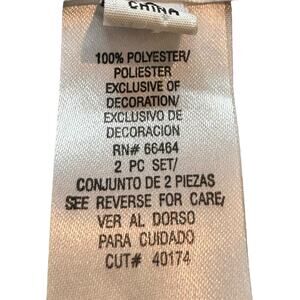 CHINA
100% POLYESTER/
POLIESTER
EXCLUSIVE OF
DECORATION/
EXCLUSIVO DE
DECORACION
RN# 66464
2 PC SET/
CONJUNTO DE 2 PIEZAS
SEE REVERSE FOR CARE/
VER AL DORSO
PARA CUIDADO
CUT# 40174